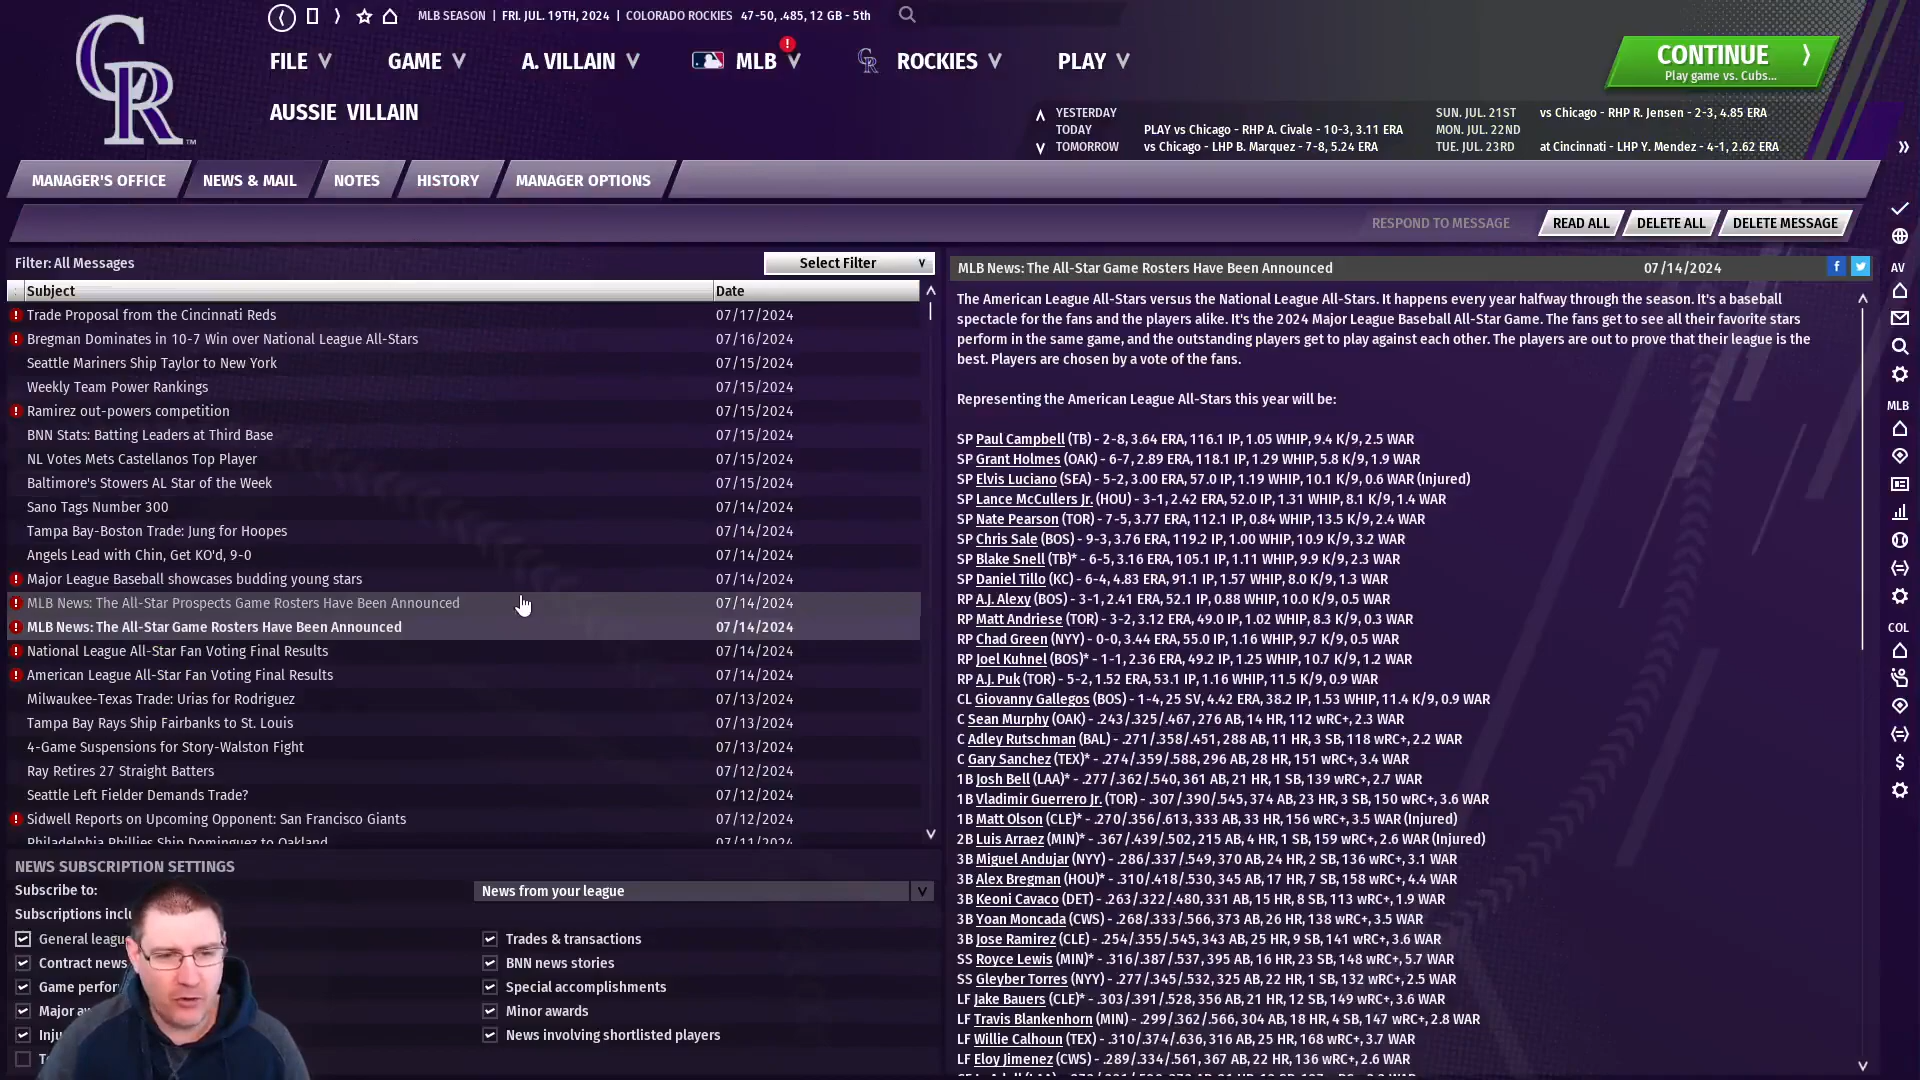 MLB SEASON | FRI. JUL. 19TH, 2024 | COLORADO ROCKIES 47-50, .485, 12 GB - 5th
CR
FILE
GAME
A. VILLAIN
MLB
ROCKIES
PLAY
CONTINUE
Play game vs. Cubs...
AUSSIE VILLAIN
YESTERDAY
TODAY PLAY vs Chicago - RHP A. Civale - 10-3, 3.11 ERA
TOMORROW vs Chicago - LHP B. Marquez - 7-8, 5.24 ERA
SUN. JUL. 21ST vs Chicago - RHP R. Jensen - 2-3, 4.85 ERA
MON. JUL. 22ND
TUE. JUL. 23RD at Cincinnati - LHP Y. Mendez - 4-1, 2.62 ERA
MANAGER'S OFFICE
NEWS & MAIL
NOTES
HISTORY
MANAGER OPTIONS
RESPOND TO MESSAGE
READ ALL
DELETE ALL
DELETE MESSAGE
Filter: All Messages
Select Filter
Subject Date
Trade Proposal from the Cincinnati Reds 07/17/2024
Bregman Dominates in 10-7 Win over National League All-Stars 07/16/2024
Seattle Mariners Ship Taylor to New York 07/15/2024
Weekly Team Power Rankings 07/15/2024
Ramirez out-powers competition 07/15/2024
BNN Stats: Batting Leaders at Third Base 07/15/2024
NL Votes Mets Castellanos Top Player 07/15/2024
Baltimore's Stowers AL Star of the Week 07/15/2024
Sano Tags Number 300 07/14/2024
Tampa Bay-Boston Trade: Jung for Hoopes 07/14/2024
Angels Lead with Chin, Get KO'd, 9-0 07/14/2024
Major League Baseball showcases budding young stars 07/14/2024
MLB News: The All-Star Prospects Game Rosters Have Been Announced 07/14/2024
MLB News: The All-Star Game Rosters Have Been Announced 07/14/2024
National League All-Star Fan Voting Final Results 07/14/2024
American League All-Star Fan Voting Final Results 07/14/2024
Milwaukee-Texas Trade: Urias for Rodriguez 07/13/2024
Tampa Bay Rays Ship Fairbanks to St. Louis 07/13/2024
4-Game Suspensions for Story-Walston Fight 07/13/2024
Ray Retires 27 Straight Batters 07/12/2024
Seattle Left Fielder Demands Trade? 07/12/2024
Sidwell Reports on Upcoming Opponent: San Francisco Giants 07/12/2024
Philadelphia Phillies Ship Dominguez to Oakland 07/11/2024
NEWS SUBSCRIPTION SETTINGS
Subscribe to: News from your league
Subscriptions inclu
General leagu
Contract news
Game perfor
Major aw
Inju
T
Trades & transactions
BNN news stories
Special accomplishments
Minor awards
News involving shortlisted players
MLB News: The All-Star Game Rosters Have Been Announced 07/14/2024
The American League All-Stars versus the National League All-Stars. It happens every year halfway through the season. It's a baseball
spectacle for the fans and the players alike. It's the 2024 Major League Baseball All-Star Game. The fans get to see all their favorite stars
perform in the same game, and the outstanding players get to play against each other. The players are out to prove that their league is the
best. Players are chosen by a vote of the fans.
Representing the American League All-Stars this year will be:
SP Paul Campbell (TB) - 2-8, 3.64 ERA, 116.1 IP, 1.05 WHIP, 9.4 K/9, 2.5 WAR
SP Grant Holmes (OAK) - 6-7, 2.89 ERA, 118.1 IP, 1.29 WHIP, 5.8 K/9, 1.9 WAR
SP Elvis Luciano (SEA) - 5-2, 3.00 ERA, 57.0 IP, 1.19 WHIP, 10.1 K/9, 0.6 WAR (Injured)
SP Lance McCullers Jr. (HOU) - 3-1, 2.42 ERA, 52.0 IP, 1.31 WHIP, 8.1 K/9, 1.4 WAR
SP Nate Pearson (TOR) - 7-5, 3.77 ERA, 112.1 IP, 0.84 WHIP, 13.5 K/9, 2.4 WAR
SP Chris Sale (BOS) - 9-3, 3.76 ERA, 119.2 IP, 1.00 WHIP, 10.9 K/9, 3.2 WAR
SP Blake Snell (TB)* - 6-5, 3.16 ERA, 105.1 IP, 1.11 WHIP, 9.9 K/9, 2.3 WAR
SP Daniel Tillo (KC) - 6-4, 4.83 ERA, 91.1 IP, 1.57 WHIP, 8.0 K/9, 1.3 WAR
RP A.J. Alexy (BOS) - 3-1, 2.41 ERA, 52.1 IP, 0.88 WHIP, 10.0 K/9, 0.5 WAR
RP Matt Andriese (TOR) - 3-2, 3.12 ERA, 49.0 IP, 1.02 WHIP, 8.3 K/9, 0.3 WAR
RP Chad Green (NYY) - 0-0, 3.44 ERA, 55.0 IP, 1.16 WHIP, 9.7 K/9, 0.5 WAR
RP Joel Kuhnel (BOS)* - 1-1, 2.36 ERA, 49.2 IP, 1.25 WHIP, 10.7 K/9, 1.2 WAR
RP A.J. Puk (TOR) - 5-2, 1.52 ERA, 53.1 IP, 1.16 WHIP, 11.5 K/9, 0.9 WAR
CL Giovanny Gallegos (BOS) - 1-4, 25 SV, 4.42 ERA, 38.2 IP, 1.53 WHIP, 11.4 K/9, 0.9 WAR
C Sean Murphy (OAK) - .243/.325/.467, 276 AB, 14 HR, 112 wRC+, 2.3 WAR
C Adley Rutschman (BAL) - .271/.358/.451, 288 AB, 11 HR, 3 SB, 118 wRC+, 2.2 WAR
C Gary Sanchez (TEX)* - .274/.359/.588, 296 AB, 28 HR, 151 wRC+, 3.4 WAR
1B Josh Bell (LAA)* - .277/.362/.540, 361 AB, 21 HR, 1 SB, 139 wRC+, 2.7 WAR
1B Vladimir Guerrero Jr. (TOR) - .307/.390/.545, 374 AB, 23 HR, 3 SB, 150 wRC+, 3.6 WAR
1B Matt Olson (CLE)* - .270/.356/.613, 333 AB, 33 HR, 156 wRC+, 3.5 WAR (Injured)
2B Luis Arraez (MIN)* - .367/.439/.502, 215 AB, 4 HR, 1 SB, 159 wRC+, 2.6 WAR (Injured)
3B Miguel Andujar (NYY) - .286/.337/.549, 370 AB, 24 HR, 2 SB, 136 wRC+, 3.1 WAR
3B Alex Bregman (HOU)* - .310/.418/.530, 345 AB, 17 HR, 7 SB, 158 wRC+, 4.4 WAR
3B Keoni Cavaco (DET) - .263/.322/.480, 331 AB, 15 HR, 8 SB, 113 wRC+, 1.9 WAR
3B Yoan Moncada (CWS) - .268/.333/.566, 373 AB, 26 HR, 138 wRC+, 3.5 WAR
3B Jose Ramirez (CLE) - .254/.355/.545, 343 AB, 25 HR, 9 SB, 141 wRC+, 3.6 WAR
SS Royce Lewis (MIN)* - .316/.387/.537, 395 AB, 16 HR, 23 SB, 148 wRC+, 5.7 WAR
SS Gleyber Torres (NYY) - .277/.345/.532, 325 AB, 22 HR, 1 SB, 132 wRC+, 2.5 WAR
LF Jake Bauers (CLE)* - .303/.391/.528, 356 AB, 21 HR, 12 SB, 149 wRC+, 3.6 WAR
LF Travis Blankenhorn (MIN) - .299/.362/.566, 304 AB, 18 HR, 4 SB, 147 wRC+, 2.8 WAR
LF Willie Calhoun (TEX) - .310/.374/.636, 316 AB, 25 HR, 168 wRC+, 3.7 WAR
LF Eloy Jimenez (CWS) - .289/.334/.561, 367 AB, 22 HR, 136 wRC+, 2.6 WAR
AV
MLB
COL